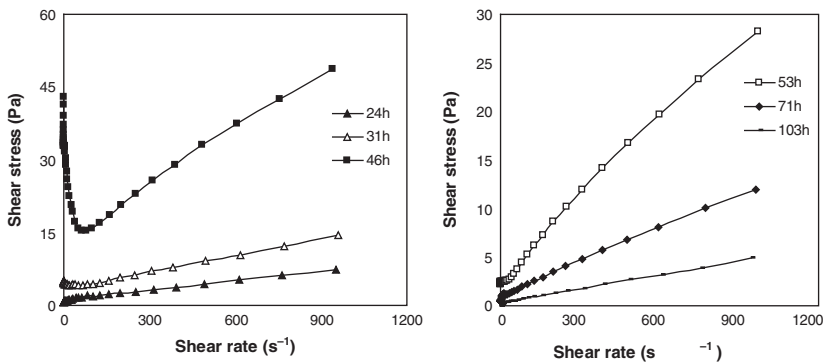 60
45
30
15
0
0 300 600 900 1200
Shear stress (Pa)
Shear rate (s⁻¹)
24h
31h
46h
30
25
20
15
10
5
0
0 300 600 900 1200
Shear stress (Pa)
Shear rate (s ⁻¹)
53h
71h
103h